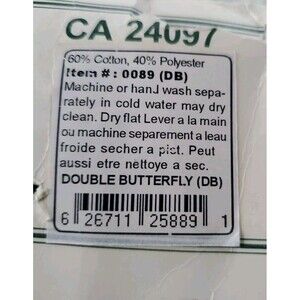 CA 24097
60% Cotton, 40% Polyester
Item # : 0089 (DB)
Machine or hand wash sepa-
rately in cold water may dry
clean. Dry flat Lever a la main
ou machine separement a leau
froide secher a pist. Peut
aussi etre nettoye a sec.
DOUBLE BUTTERFLY (DB)
6 26711 25889 1